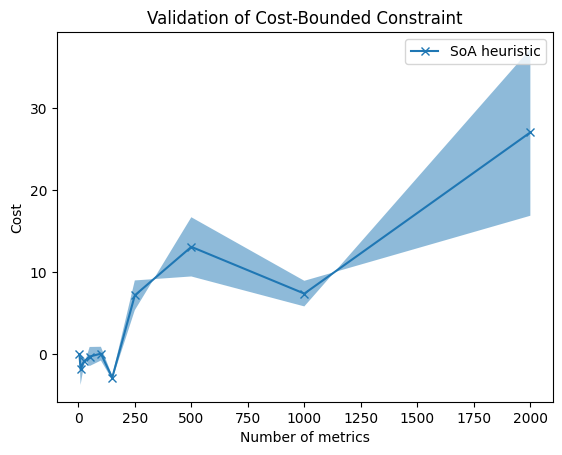 Validation of Cost-Bounded Constraint
SoA heuristic
Cost
30
20
10
0
0 250 500 750 1000 1250 1500 1750 2000
Number of metrics